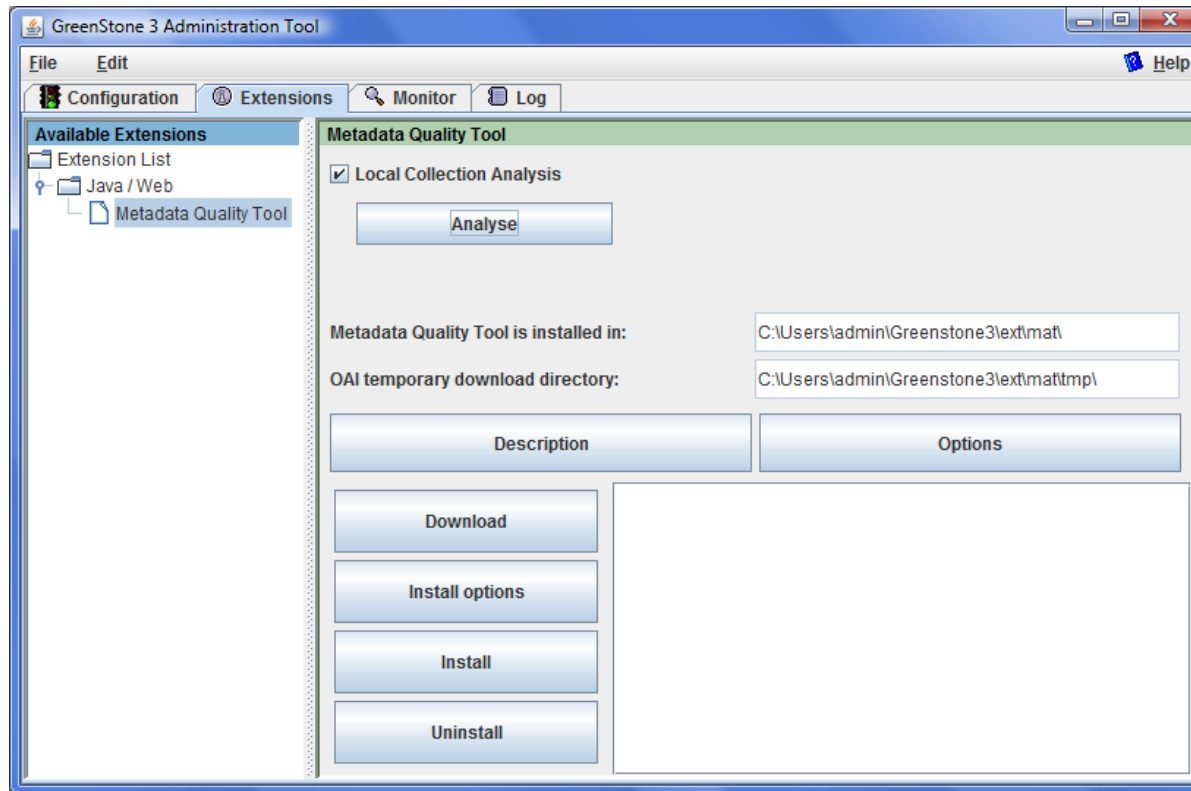 GreenStone 3 Administration Tool
File Edit Help
Configuration Extensions Monitor Log
Available Extensions
Extension List
Java / Web
Metadata Quality Tool
Metadata Quality Tool
Local Collection Analysis
Analyse
Metadata Quality Tool is installed in: C:\Users\admin\Greenstone3\ext\mat\
OAI temporary download directory: C:\Users\admin\Greenstone3\ext\mat\tmp\
Description Options
Download
Install options
Install
Uninstall